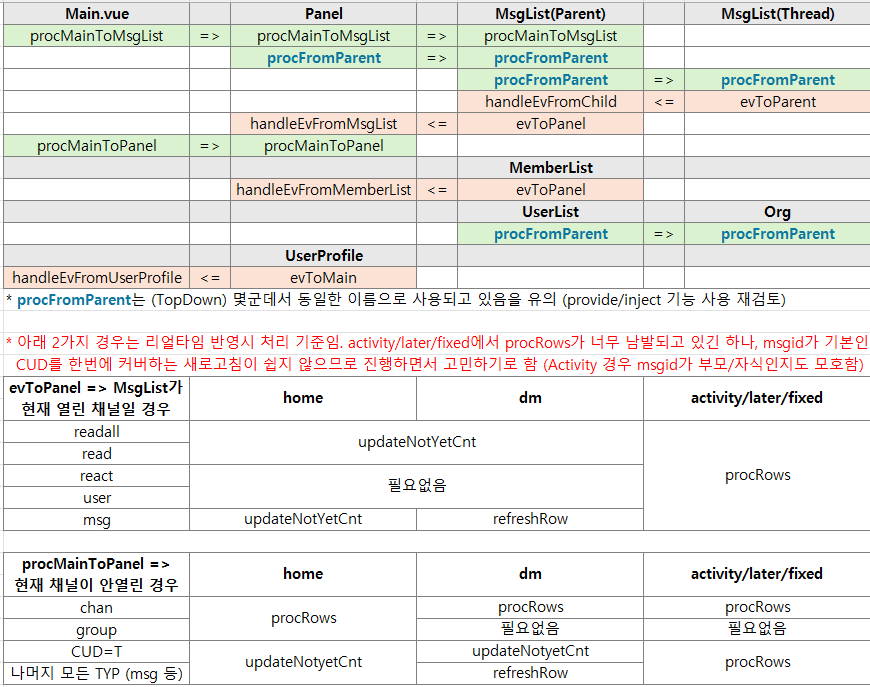 Main.vue Panel MsgList(Parent) MsgList(Thread)
procMainToMsgList => procMainToMsgList => procMainToMsgList
procFromParent => procFromParent
procFromParent => procFromParent
handleEvFromChild <= evToParent
handleEvFromMsgList <= evToPanel
procMainToPanel => procMainToPanel
MemberList
handleEvFromMemberList <= evToPanel
UserList Org
procFromParent => procFromParent
UserProfile
handleEvFromUserProfile <= evToMain
* procFromParent는 (TopDown) 몇군데서 동일한 이름으로 사용되고 있음을 유의 (provide/inject 기능 사용 재검토)
* 아래 2가지 경우는 리얼타임 반영시 처리 기준임. activity/later/fixed에서 procRows가 너무 남발되고 있긴 하나, msgid가 기본인
CUD를 한번에 커버하는 새로고침이 쉽지 않으므로 진행하면서 고민하기로 함 (Activity 경우 msgid가 부모/자식인지도 모호함)
evToPanel => MsgList가
현재 열린 채널일 경우
home dm activity/later/fixed
readall
updateNotYetCnt
read
react
필요없음
user
procRows
msg updateNotYetCnt refreshRow
procMainToPanel =>
현재 채널이 안열린 경우
home dm activity/later/fixed
chan
procRows
procRows procRows
group
필요없음 필요없음
CUD=T
updateNotyetCnt
updateNotyetCnt
procRows
나머지 모든 TYP (msg 등)
refreshRow